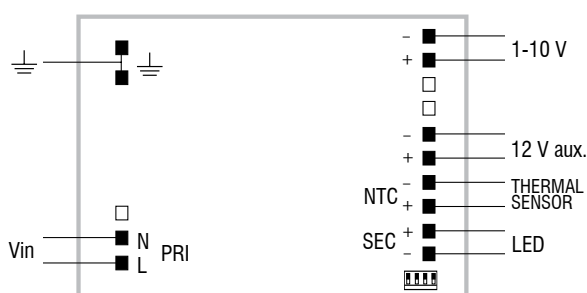 – 1-10 V
+
– 12 V aux.
+
NTC – THERMAL
+ SENSOR
SEC + LED
–
Vin N PRI
L